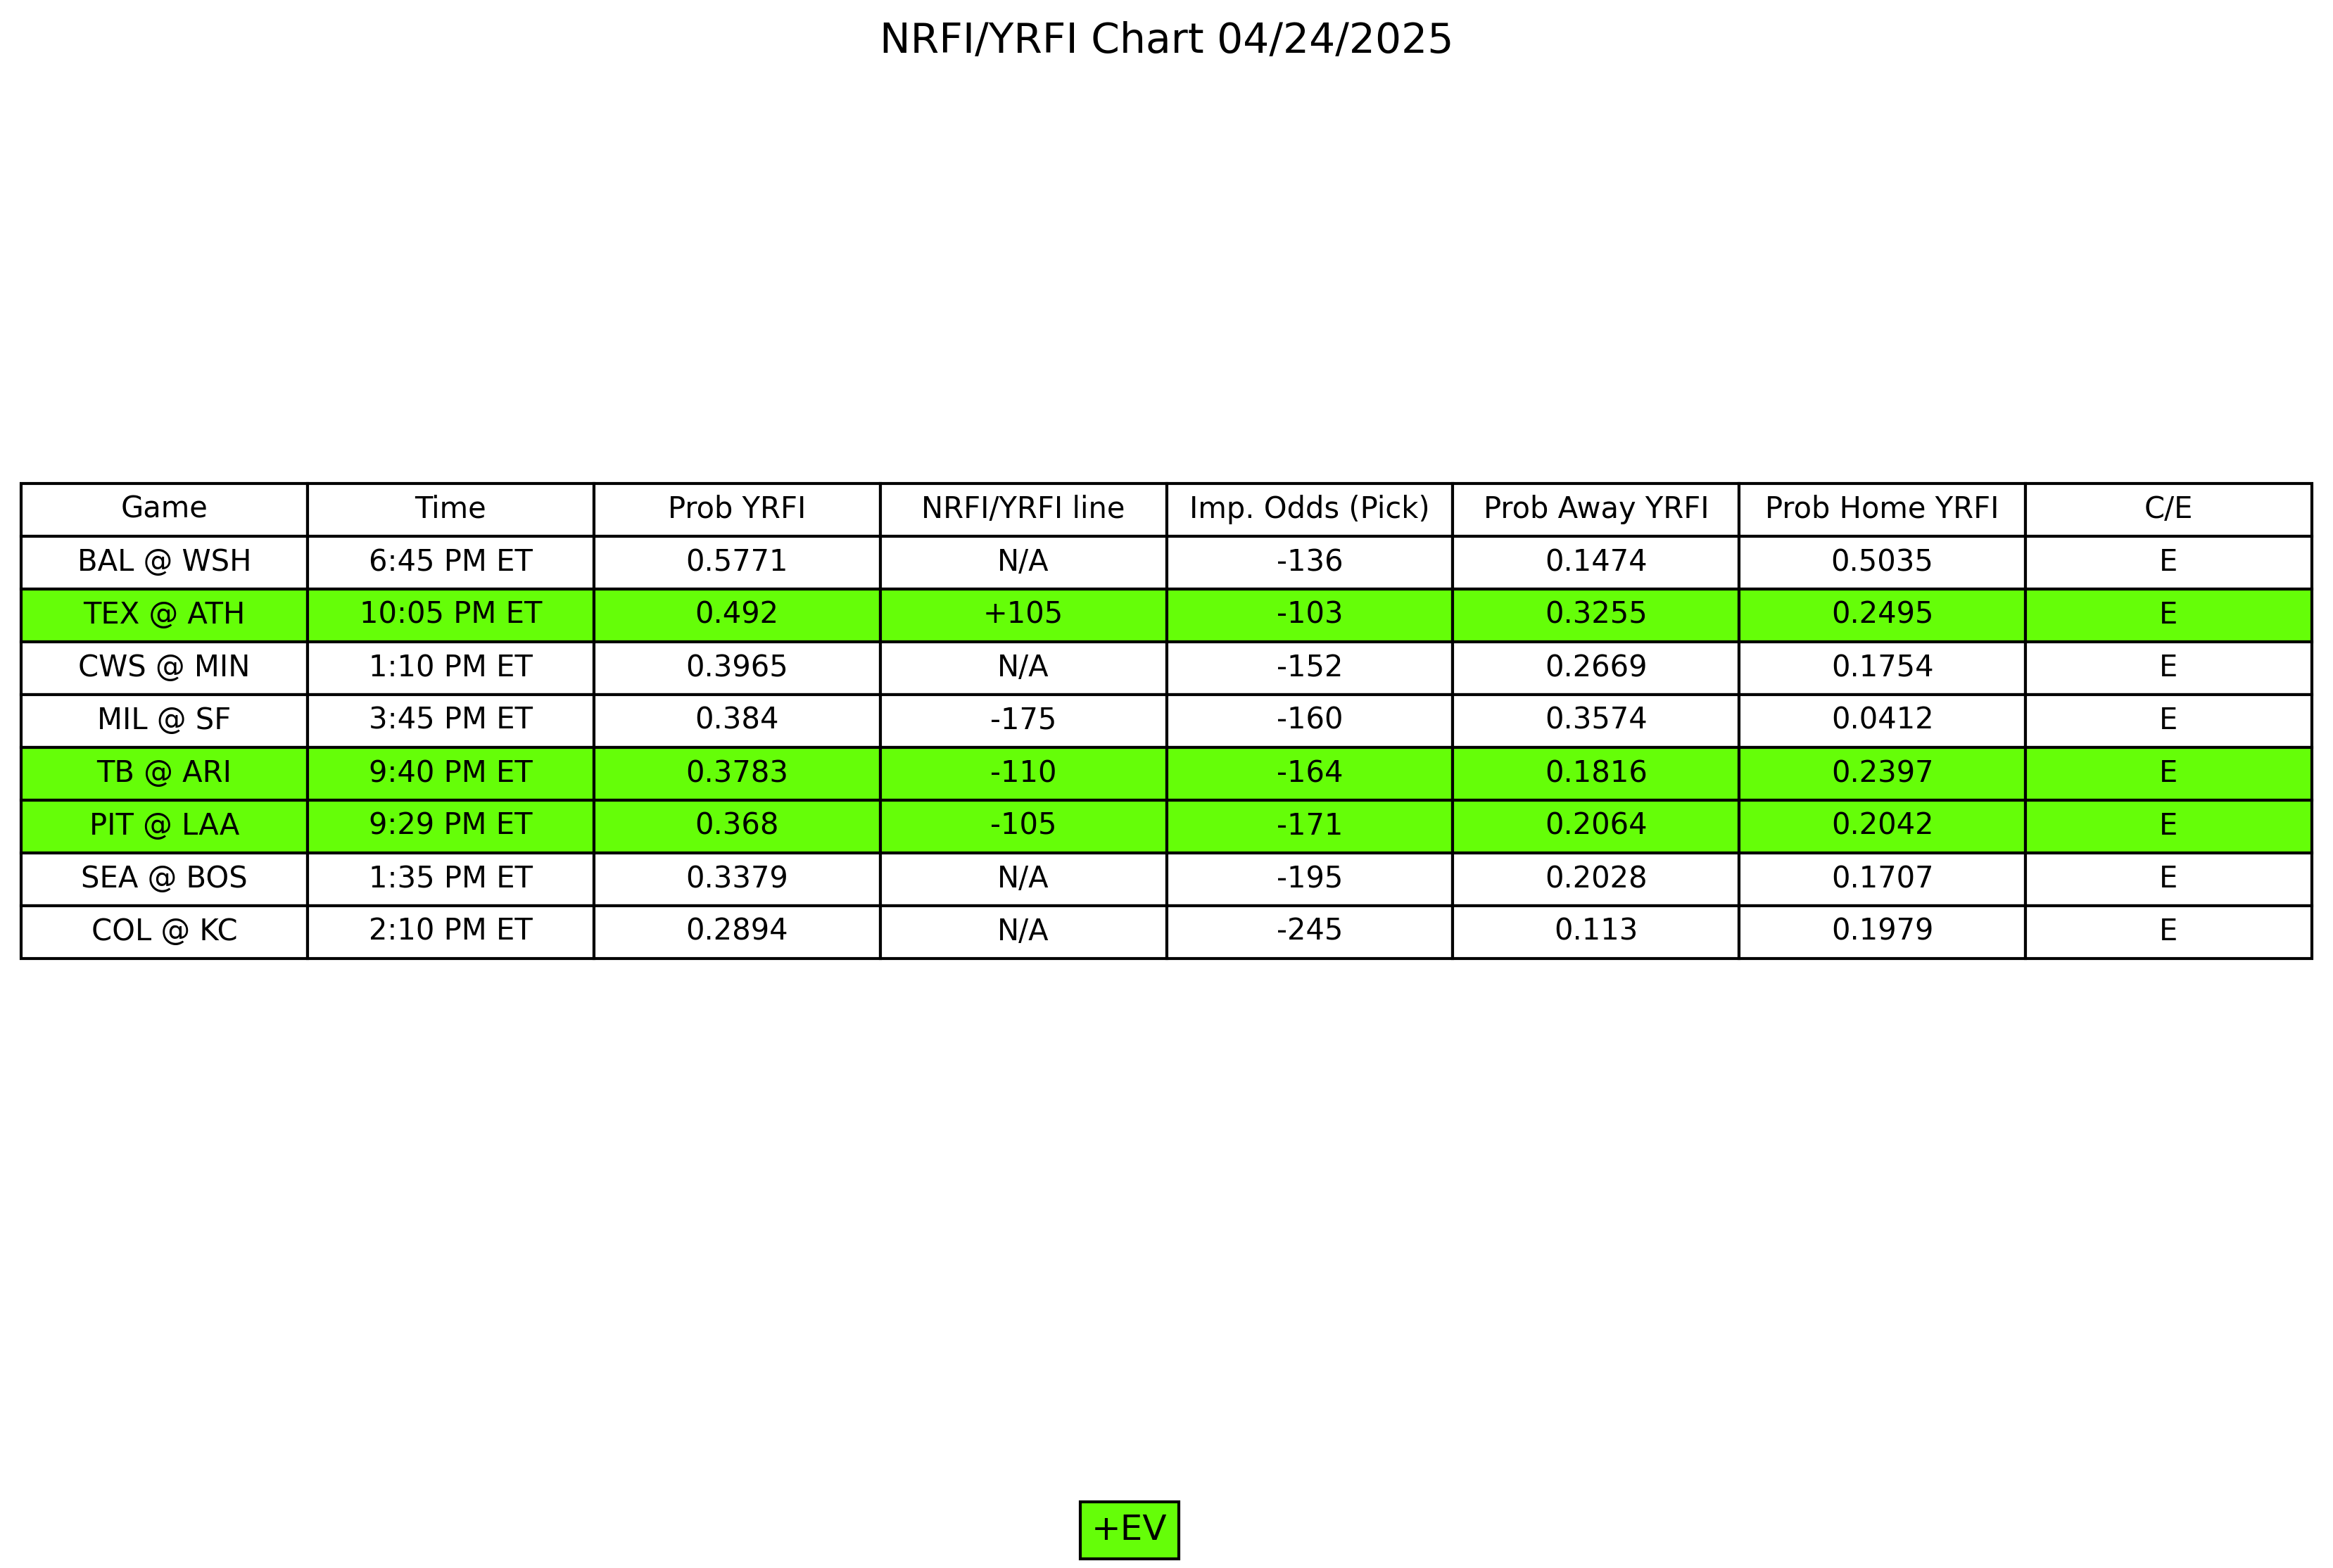 NRFI/YRFI Chart 04/24/2025
Game Time Prob YRFI NRFI/YRFI line Imp. Odds (Pick) Prob Away YRFI Prob Home YRFI C/E
BAL @ WSH 6:45 PM ET 0.5771 N/A -136 0.1474 0.5035 E
TEX @ ATH 10:05 PM ET 0.492 +105 -103 0.3255 0.2495 E
CWS @ MIN 1:10 PM ET 0.3965 N/A -152 0.2669 0.1754 E
MIL @ SF 3:45 PM ET 0.384 -175 -160 0.3574 0.0412 E
TB @ ARI 9:40 PM ET 0.3783 -110 -164 0.1816 0.2397 E
PIT @ LAA 9:29 PM ET 0.368 -105 -171 0.2064 0.2042 E
SEA @ BOS 1:35 PM ET 0.3379 N/A -195 0.2028 0.1707 E
COL @ KC 2:10 PM ET 0.2894 N/A -245 0.113 0.1979 E
+EV